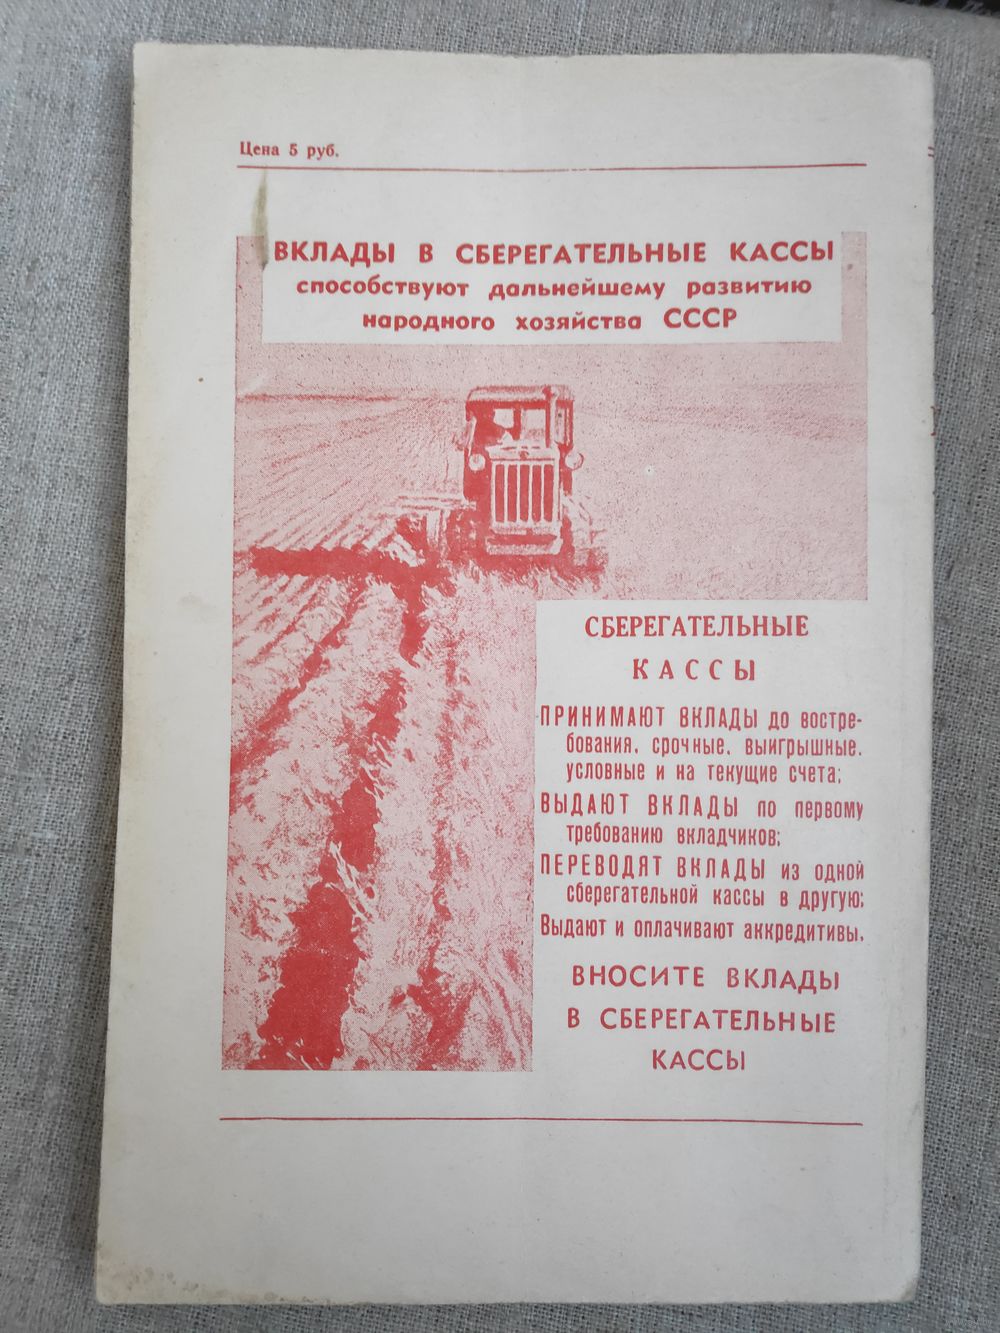 Цена 5 руб.
ВКЛАДЫ В СБЕРЕГАТЕЛЬНЫЕ КАССЫ
способствуют дальнейшему развитию
народного хозяйства СССР
СБЕРЕГАТЕЛЬНЫЕ
КАССЫ
ПРИНИМАЮТ ВКЛАДЫ до востре-
бования, срочные, выигрышные,
условные и на текущие счета;
ВЫДАЮТ ВКЛАДЫ по первому
требованию вкладчиков;
ПЕРЕВОДЯТ ВКЛАДЫ из одной
сберегательной кассы в другую;
Выдают и оплачивают аккредитивы.
ВНОСИТЕ ВКЛАДЫ
В СБЕРЕГАТЕЛЬНЫЕ
КАССЫ